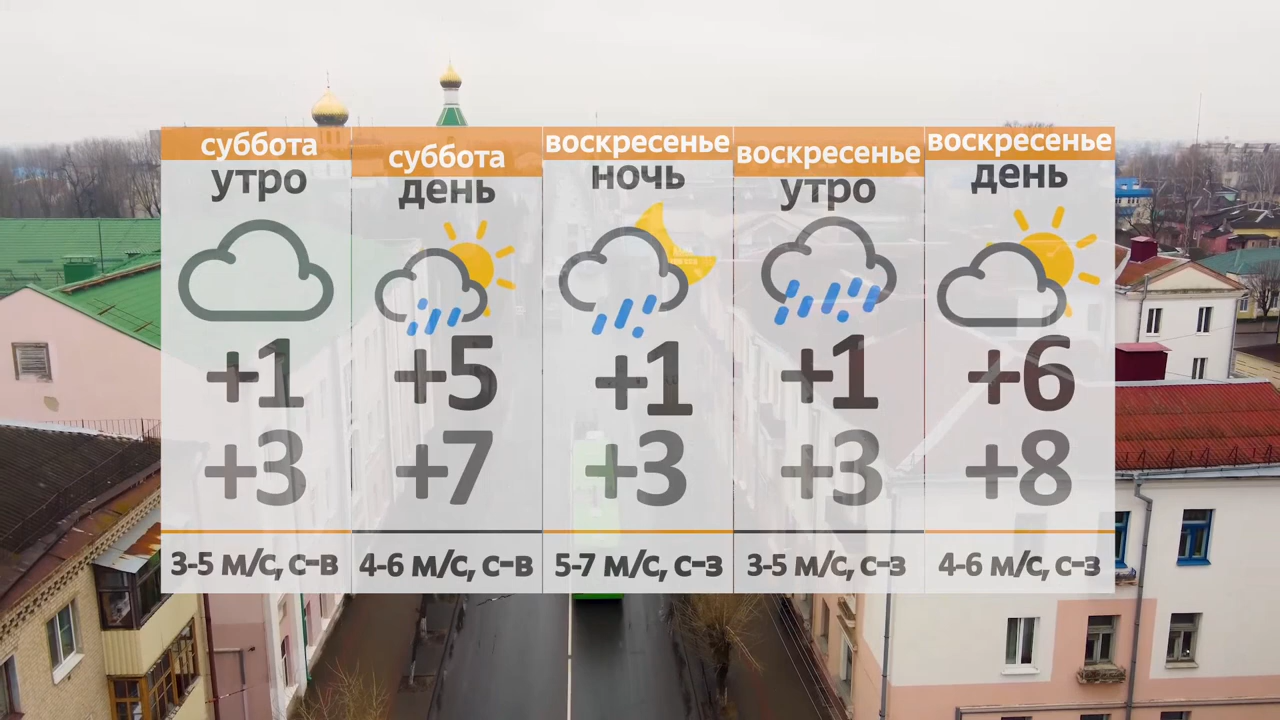 суббота
утро
+1
+3
3-5 м/с, с-в
суббота
день
+5
+7
4-6 м/с, с-в
воскресенье
ночь
+1
+3
5-7 м/с, с-з
воскресенье
утро
+1
+3
3-5 м/с, с-з
воскресенье
день
+6
+8
4-6 м/с, с-з